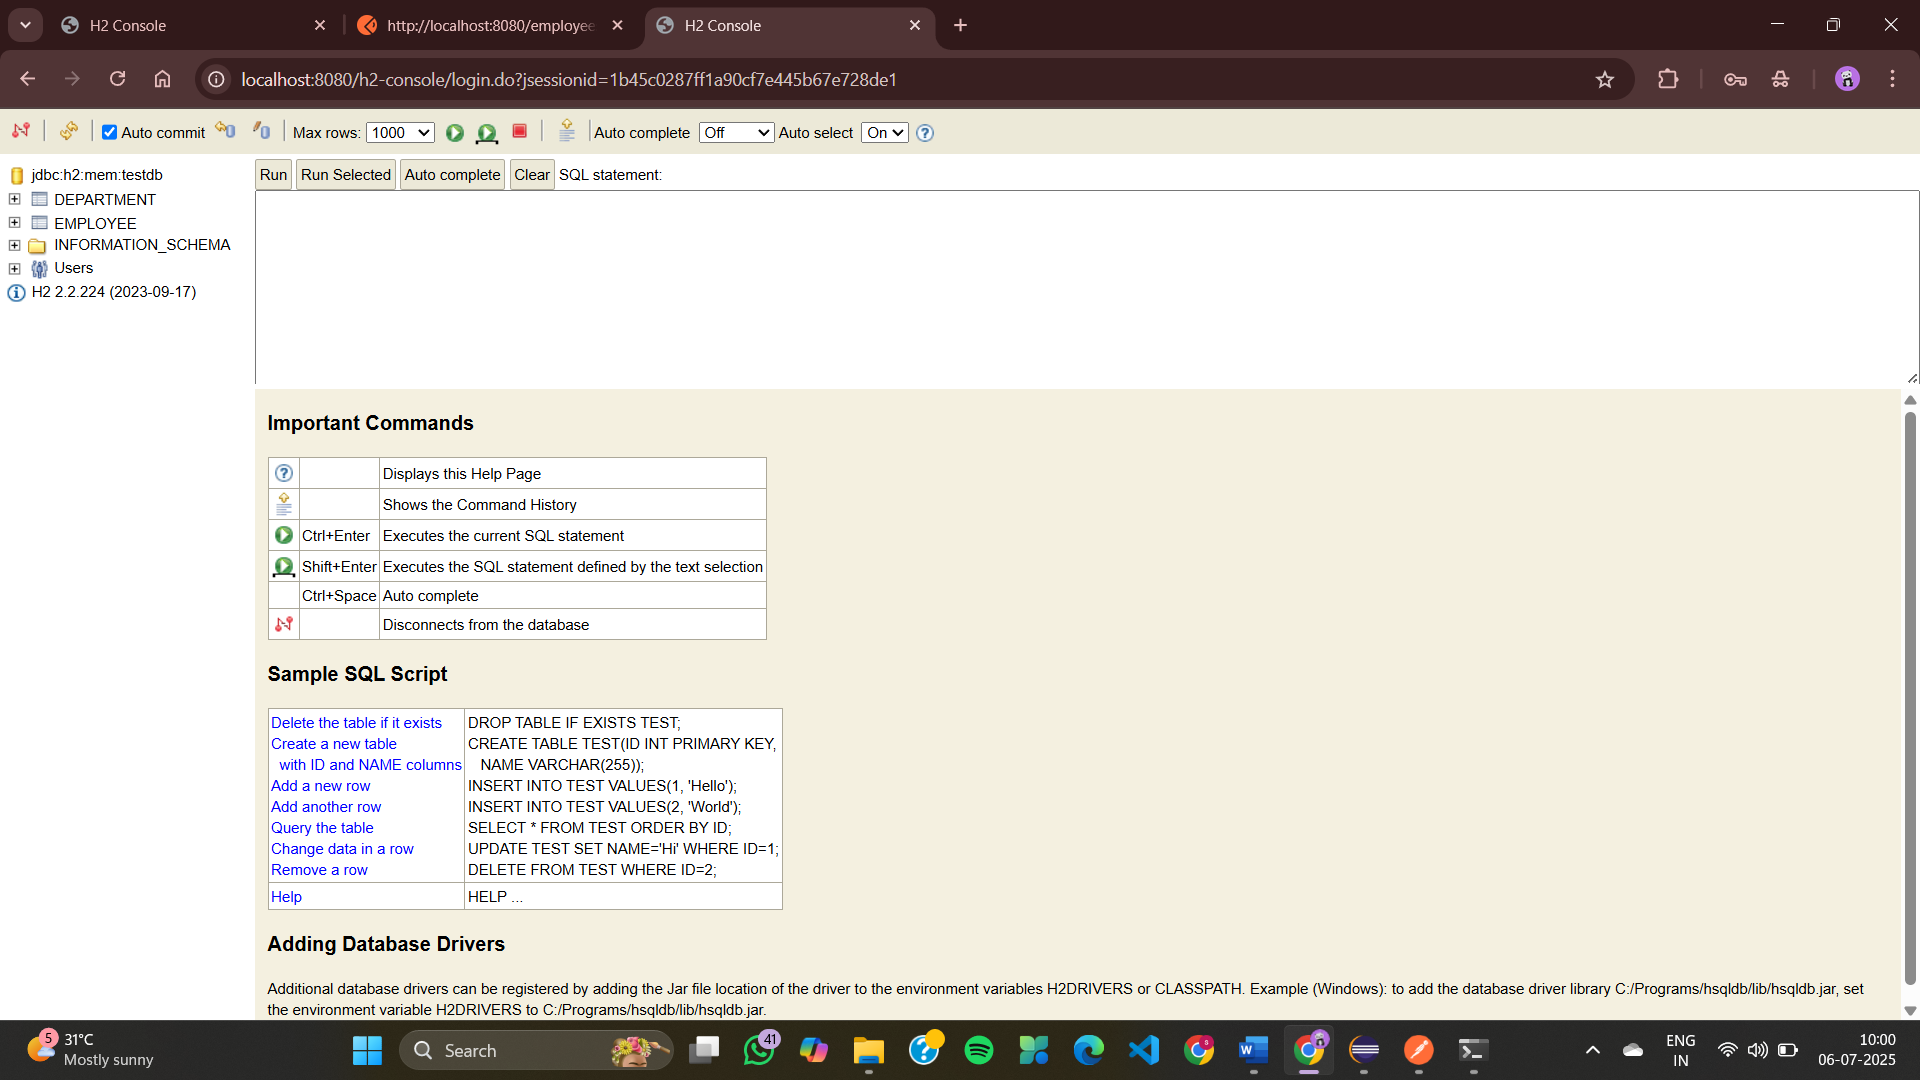 H2 Console
http://localhost:8080/employee
H2 Console
localhost:8080/h2-console/login.do?jsessionid=1b45c0287ff1a90cf7e445b67e728de1
Auto commit Max rows: 1000 Auto complete Off Auto select On
jdbc:h2:mem:testdb
DEPARTMENT
EMPLOYEE
INFORMATION_SCHEMA
Users
H2 2.2.224 (2023-09-17)
Run Run Selected Auto complete Clear SQL statement:
Important Commands
Displays this Help Page
Shows the Command History
Ctrl+Enter Executes the current SQL statement
Shift+Enter Executes the SQL statement defined by the text selection
Ctrl+Space Auto complete
Disconnects from the database
Sample SQL Script
Delete the table if it exists DROP TABLE IF EXISTS TEST;
Create a new table CREATE TABLE TEST(ID INT PRIMARY KEY,
with ID and NAME columns NAME VARCHAR(255));
Add a new row INSERT INTO TEST VALUES(1, 'Hello');
Add another row INSERT INTO TEST VALUES(2, 'World');
Query the table SELECT * FROM TEST ORDER BY ID;
Change data in a row UPDATE TEST SET NAME='Hi' WHERE ID=1;
Remove a row DELETE FROM TEST WHERE ID=2;
Help HELP ...
Adding Database Drivers
Additional database drivers can be registered by adding the Jar file location of the driver to the environment variables H2DRIVERS or CLASSPATH. Example (Windows): to add the database driver library C:/Programs/hsqldb/lib/hsqldb.jar, set
the environment variable H2DRIVERS to C:/Programs/hsqldb/lib/hsqldb.jar.
5
31°C
Mostly sunny
Search
41
8
ENG
IN
10:00
06-07-2025